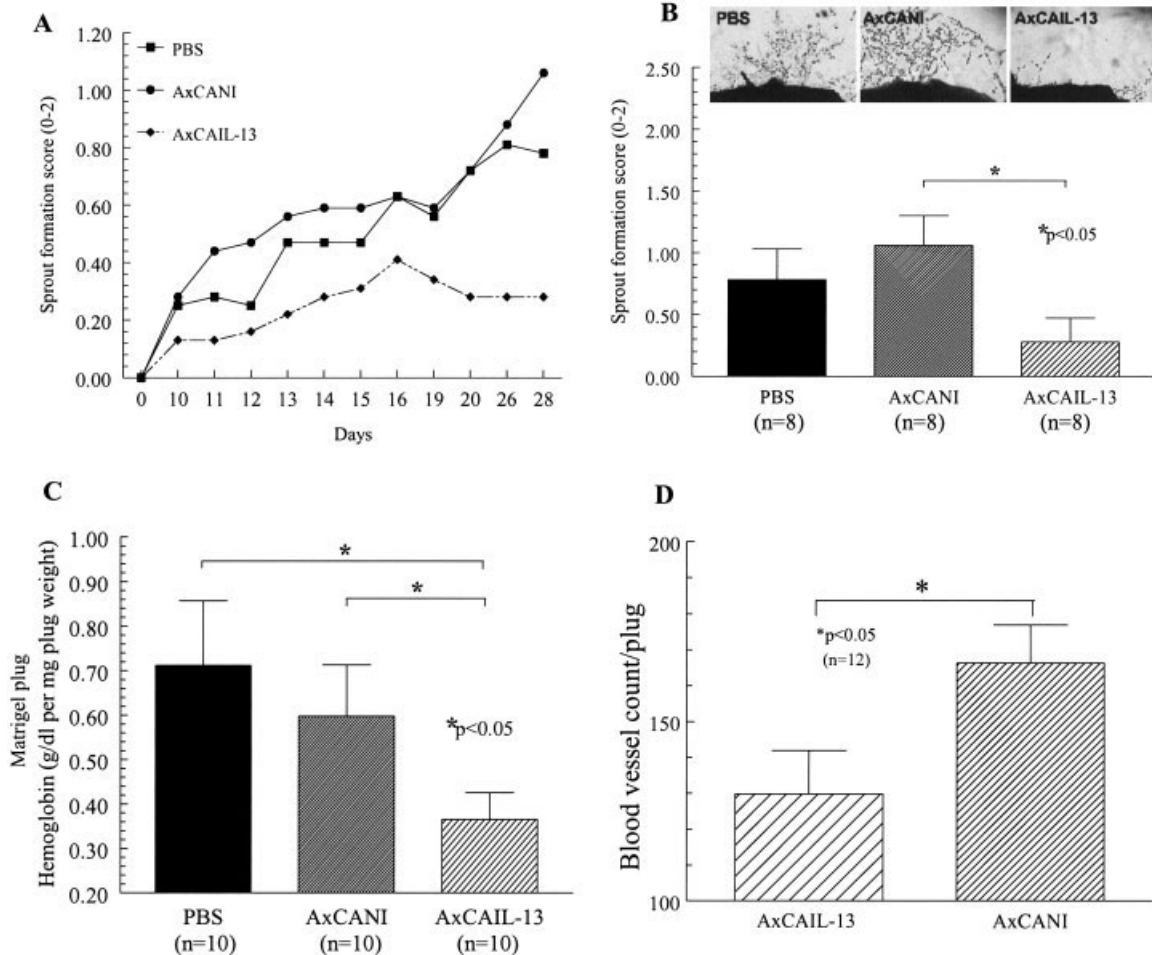 A
Sprout formation score (0-2)
1.20
1.00
0.80
0.60
0.40
0.20
0.00
PBS
AxCANI
AxCAIL-13
0 10 11 12 13 14 15 16 19 20 26 28
Days
B
PBS AxCANI AxCAIL-13
Sprout formation score (0-2)
2.50
2.00
1.50
1.00
0.50
0.00
*
*p<0.05
PBS AxCANI AxCAIL-13
(n=8) (n=8) (n=8)
C
Matrigel plug
Hemoglobin (g/dl per mg plug weight)
1.00
0.90
0.80
0.70
0.60
0.50
0.40
0.30
0.20
*
*
*p<0.05
PBS AxCANI AxCAIL-13
(n=10) (n=10) (n=10)
D
Blood vessel count/plug
200
150
100
*
*p<0.05
(n=12)
AxCAIL-13 AxCANI